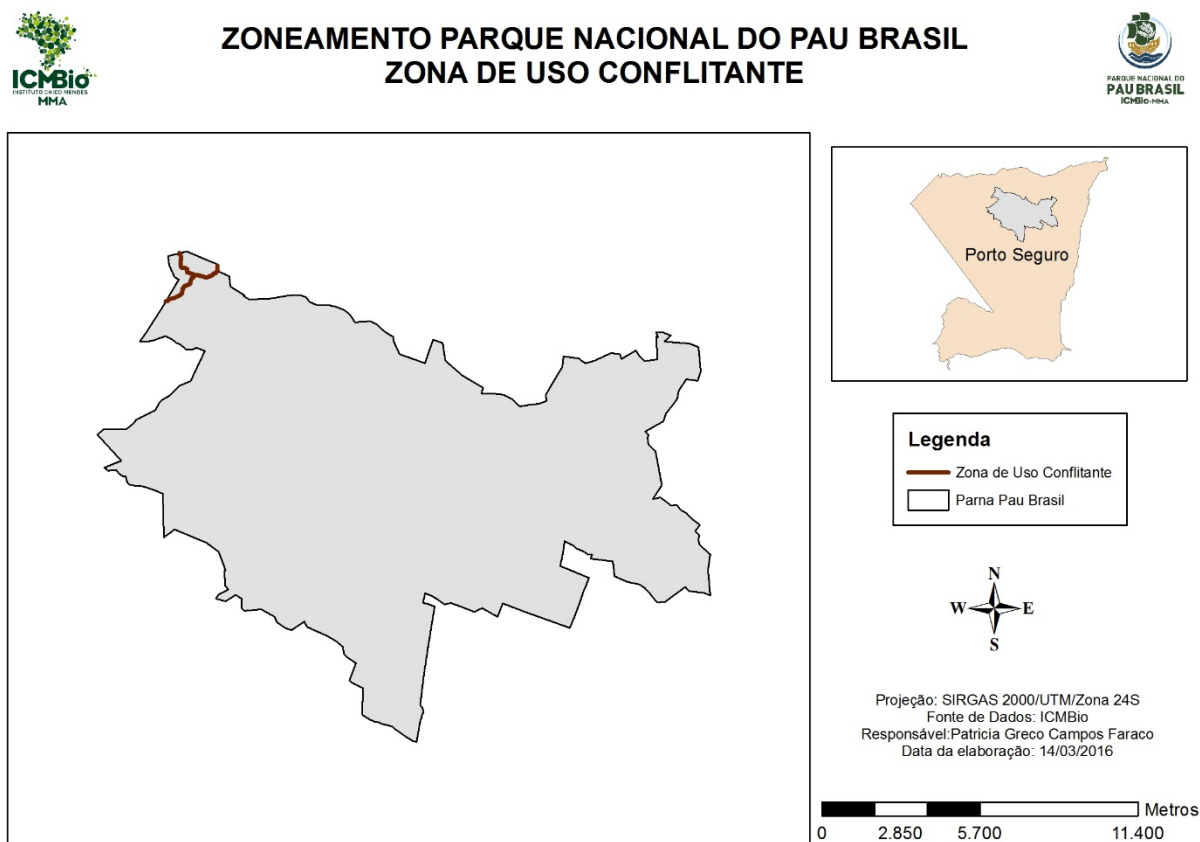 ICMBio
INSTITUTO CHICO MENDES
MMA
ZONEAMENTO PARQUE NACIONAL DO PAU BRASIL
ZONA DE USO CONFLITANTE
PARQUE NACIONAL DO
PAU BRASIL
ICMBio-MMA
Porto Seguro
Legenda
Zona de Uso Conflitante
Parna Pau Brasil
N
W E
S
Projeção: SIRGAS 2000/UTM/Zona 24S
Fonte de Dados: ICMBio
Responsável:Patricia Greco Campos Faraco
Data da elaboração: 14/03/2016
Metros
0 2.850 5.700 11.400